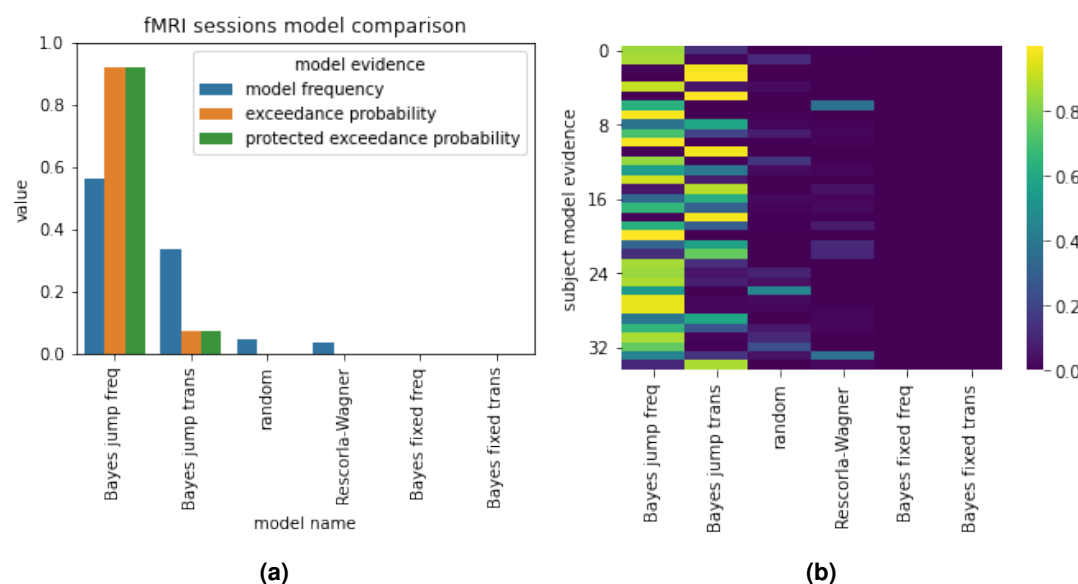 fMRI sessions model comparison
1.0
0.8
0.6
0.4
0.2
0.0
value
model evidence
model frequency
exceedance probability
protected exceedance probability
Bayes jump freq
Bayes jump trans
random
Rescorla-Wagner
Bayes fixed freq
Bayes fixed trans
model name
(a)
subject model evidence
0
8
16
24
32
Bayes jump freq
Bayes jump trans
random
Rescorla-Wagner
Bayes fixed freq
Bayes fixed trans
0.8
0.6
0.4
0.2
0.0
(b)